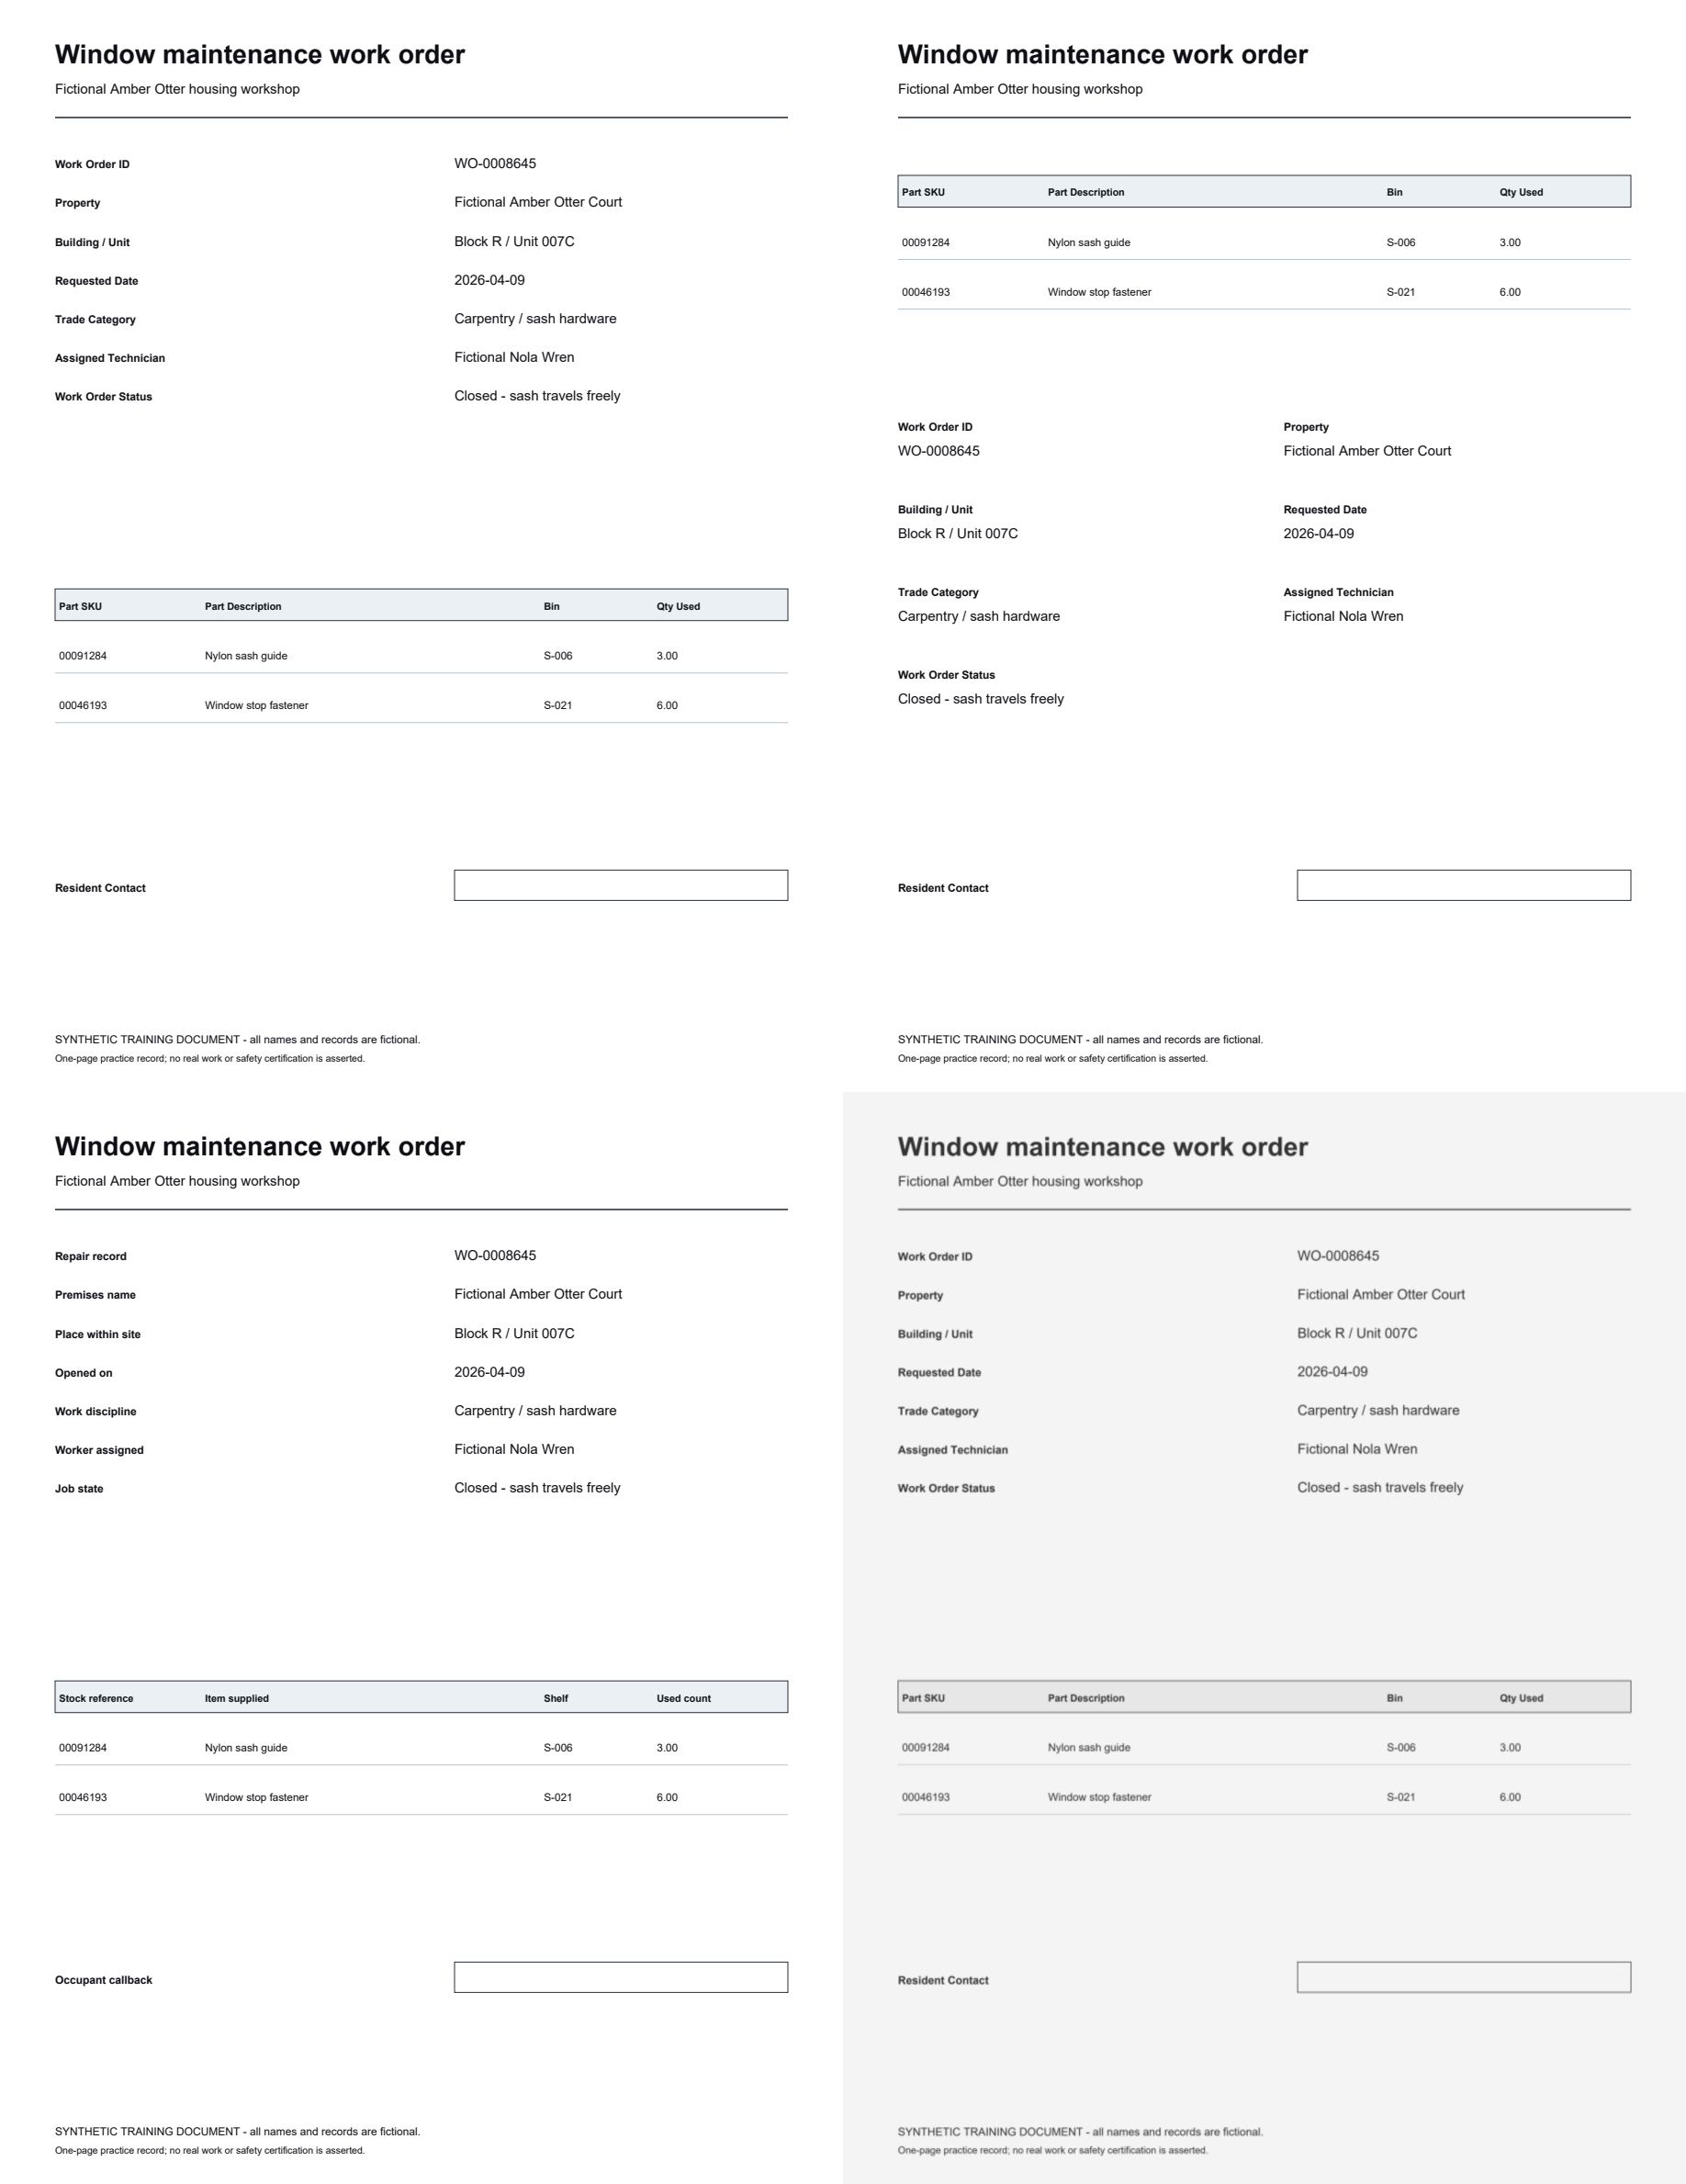 Window maintenance work order
Fictional Amber Otter housing workshop
Work Order ID WO-0008645
Property Fictional Amber Otter Court
Building / Unit Block R / Unit 007C
Requested Date 2026-04-09
Trade Category Carpentry / sash hardware
Assigned Technician Fictional Nola Wren
Work Order Status Closed - sash travels freely
Part SKU Part Description Bin Qty Used
00091284 Nylon sash guide S-006 3.00
00046193 Window stop fastener S-021 6.00
Resident Contact
SYNTHETIC TRAINING DOCUMENT - all names and records are fictional.
One-page practice record; no real work or safety certification is asserted.
Window maintenance work order
Fictional Amber Otter housing workshop
Part SKU Part Description Bin Qty Used
00091284 Nylon sash guide S-006 3.00
00046193 Window stop fastener S-021 6.00
Work Order ID Property
WO-0008645 Fictional Amber Otter Court
Building / Unit Requested Date
Block R / Unit 007C 2026-04-09
Trade Category Assigned Technician
Carpentry / sash hardware Fictional Nola Wren
Work Order Status
Closed - sash travels freely
Resident Contact
SYNTHETIC TRAINING DOCUMENT - all names and records are fictional.
One-page practice record; no real work or safety certification is asserted.
Window maintenance work order
Fictional Amber Otter housing workshop
Repair record WO-0008645
Premises name Fictional Amber Otter Court
Place within site Block R / Unit 007C
Opened on 2026-04-09
Work discipline Carpentry / sash hardware
Worker assigned Fictional Nola Wren
Job state Closed - sash travels freely
Stock reference Item supplied Shelf Used count
00091284 Nylon sash guide S-006 3.00
00046193 Window stop fastener S-021 6.00
Occupant callback
SYNTHETIC TRAINING DOCUMENT - all names and records are fictional.
One-page practice record; no real work or safety certification is asserted.
Window maintenance work order
Fictional Amber Otter housing workshop
Work Order ID WO-0008645
Property Fictional Amber Otter Court
Building / Unit Block R / Unit 007C
Requested Date 2026-04-09
Trade Category Carpentry / sash hardware
Assigned Technician Fictional Nola Wren
Work Order Status Closed - sash travels freely
Part SKU Part Description Bin Qty Used
00091284 Nylon sash guide S-006 3.00
00046193 Window stop fastener S-021 6.00
Resident Contact
SYNTHETIC TRAINING DOCUMENT - all names and records are fictional.
One-page practice record; no real work or safety certification is asserted.